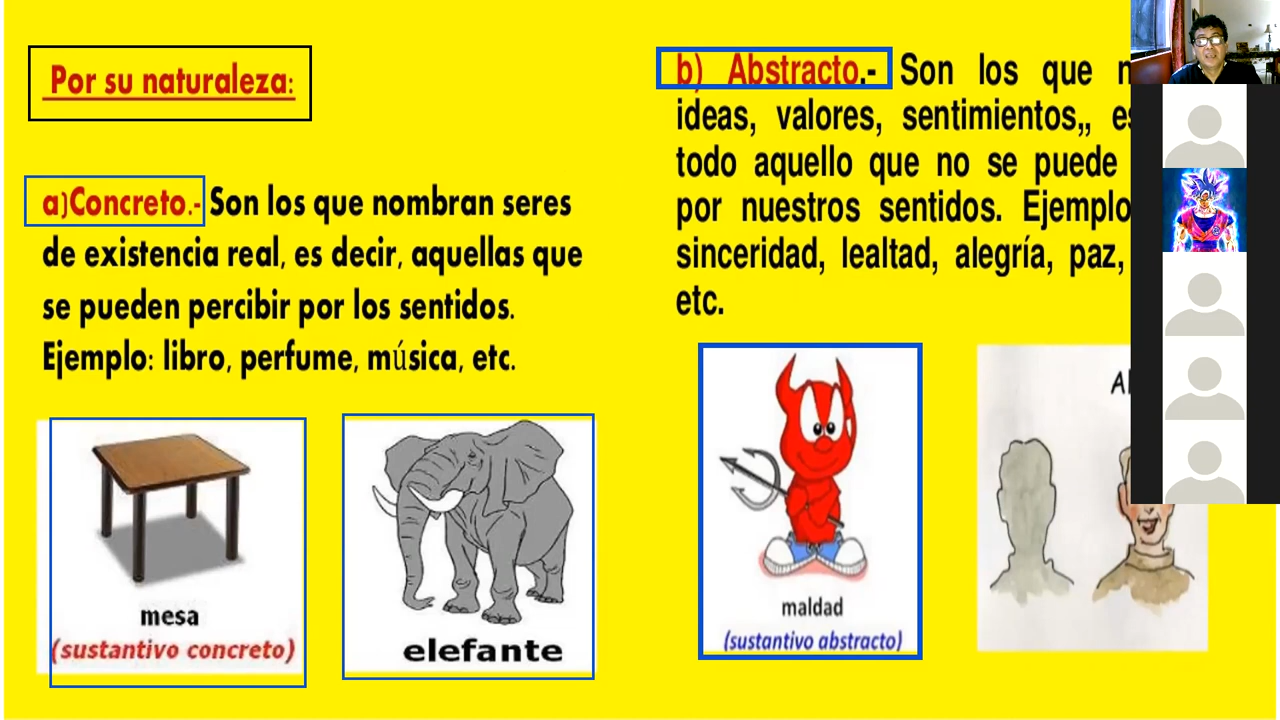 Por su naturaleza:
a)Concreto.- Son los que nombran seres
de existencia real, es decir, aquellas que
se pueden percibir por los sentidos.
Ejemplo: libro, perfume, música, etc.
mesa
(sustantivo concreto)
elefante
b) Abstracto.- Son los que
ideas, valores, sentimientos,,
todo aquello que no se puede
por nuestros sentidos. Ejemplo
sinceridad, lealtad, alegría, paz,
etc.
maldad
(sustantivo abstracto)